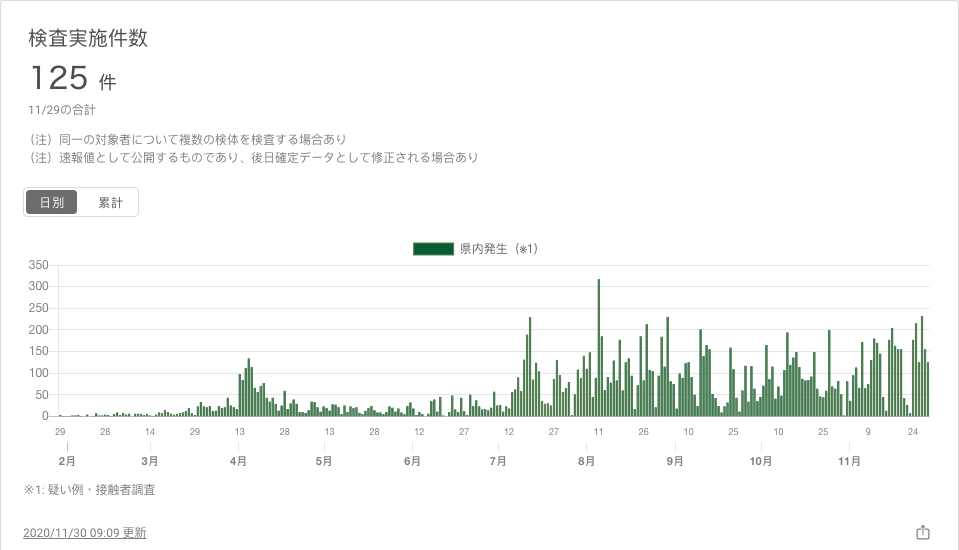 検査実施件数
125 件
11/29の合計
（注）同一の対象者について複数の検体を検査する場合あり
（注）速報値として公開するものであり、後日確定データとして修正される場合あり
日別 累計
県内発生（※1）
350
300
250
200
150
100
50
0
29 28 14 29 13 28 13 28 12 27 12 27 11 26 10 25 10 25 9 24
2月 3月 4月 5月 6月 7月 8月 9月 10月 11月
※1: 疑い例・接触者調査
2020/11/30 09:09 更新